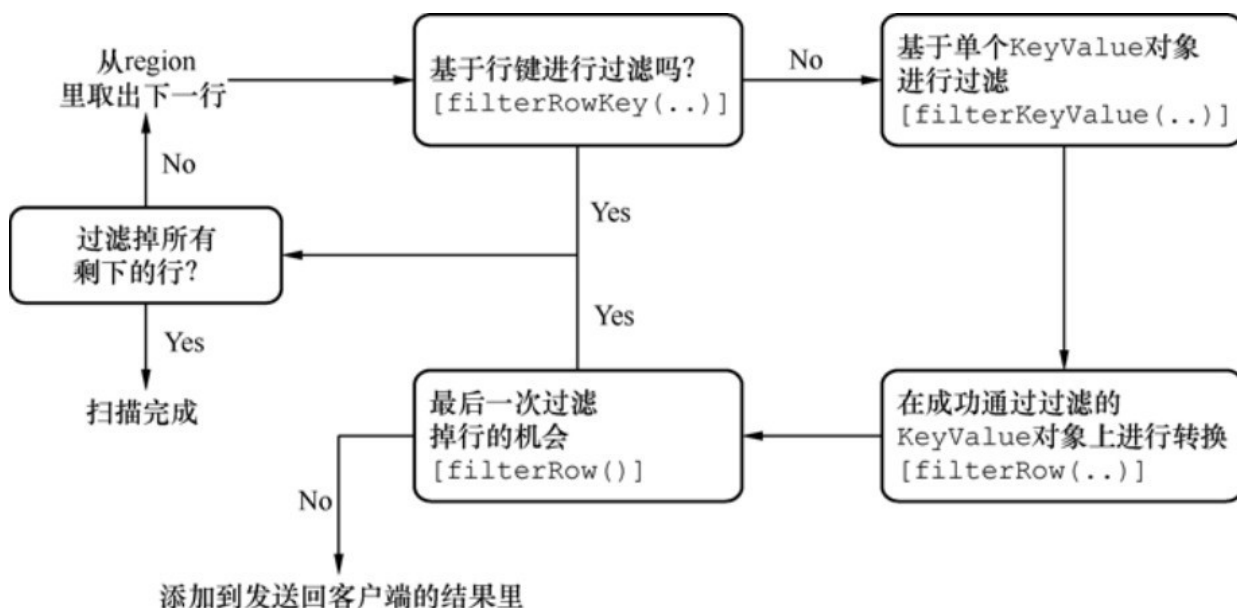 从region
里取出下一行
基于行键进行过滤吗？
[filterRowKey(..)]
No
基于单个KeyValue对象
进行过滤
[filterKeyValue(..)]
No
Yes
过滤掉所有
剩下的行？
Yes
Yes
扫描完成
最后一次过滤
掉行的机会
[filterRow()]
在成功通过过滤的
KeyValue对象上进行转换
[filterRow(..)]
No
添加到发送回客户端的结果里